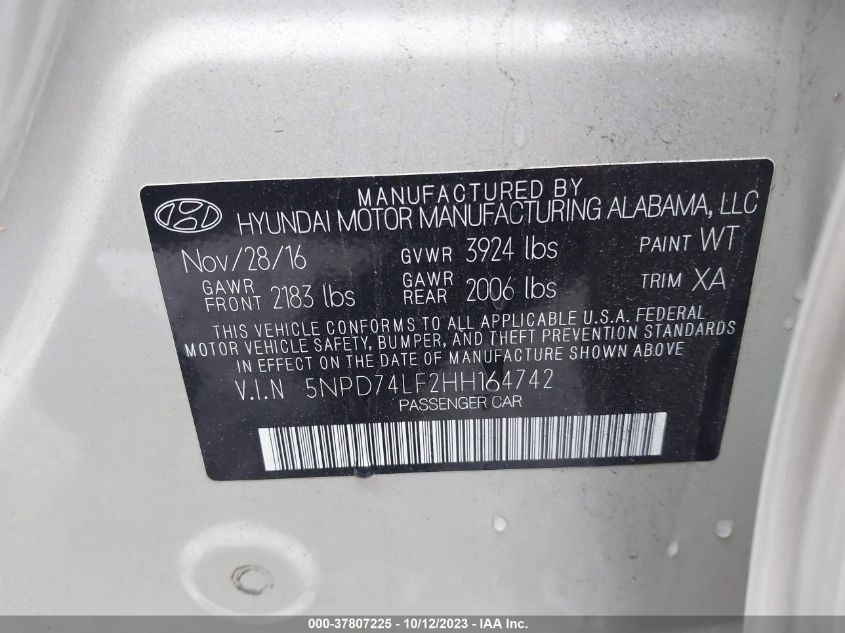 MANUFACTURED BY
HYUNDAI MOTOR MANUFACTURING ALABAMA, LLC
Nov/28/16 GVWR 3924 lbs PAINT WT
GAWR FRONT 2183 lbs GAWR REAR 2006 lbs TRIM XA
THIS VEHICLE CONFORMS TO ALL APPLICABLE U.S.A. FEDERAL
MOTOR VEHICLE SAFETY, BUMPER, AND THEFT PREVENTION STANDARDS
IN EFFECT ON THE DATE OF MANUFACTURE SHOWN ABOVE
V.I.N 5NPD74LF2HH164742
PASSENGER CAR
000-37807225 - 10/12/2023 - IAA Inc.